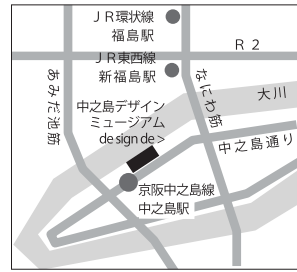 ＪＲ環状線
福島駅
Ｒ２
ＪＲ東西線
新福島駅
あみだ池筋
なにわ筋
大川
中之島デザイン
ミュージアム
de sign de >
中之島通り
京阪中之島線
中之島駅